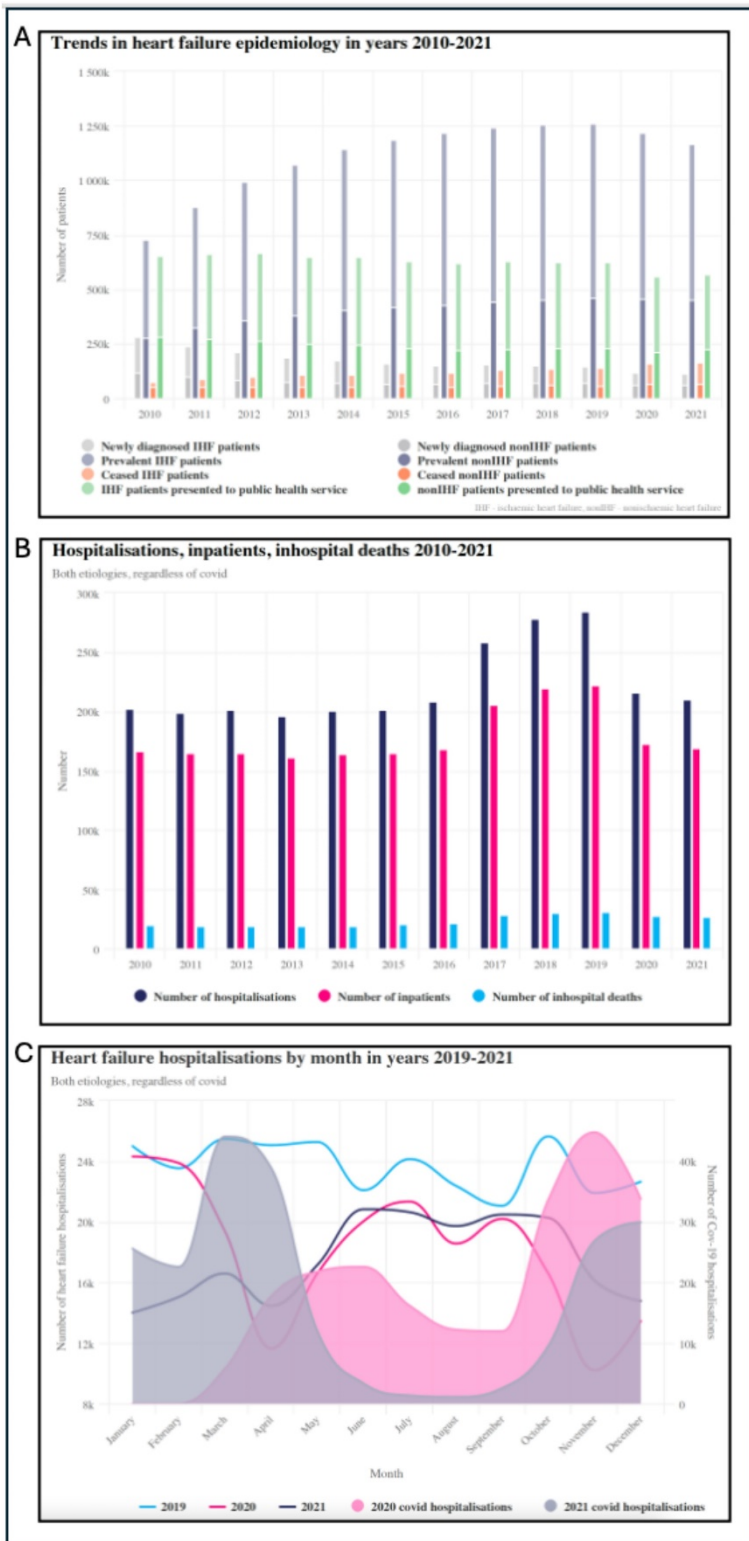 A
Trends in heart failure epidemiology in years 2010-2021
1 500k
1 250k
1 000k
750k
500k
250k
0
Number of patients
2010 2011 2012 2013 2014 2015 2016 2017 2018 2019 2020 2021
Newly diagnosed IHF patients Newly diagnosed nonIHF patients
Prevalent IHF patients Prevalent nonIHF patients
Ceased IHF patients Ceased nonIHF patients
IHF patients presented to public health service nonIHF patients presented to public health service
IHF - ischaemic heart failure, nonIHF - nonischaemic heart failure
B
Hospitalisations, inpatients, inhospital deaths 2010-2021
Both etiologies, regardless of covid
300k
250k
200k
150k
100k
50k
0
Number
2010 2011 2012 2013 2014 2015 2016 2017 2018 2019 2020 2021
Number of hospitalisations Number of inpatients Number of inhospital deaths
C
Heart failure hospitalisations by month in years 2019-2021
Both etiologies, regardless of covid
28k
24k 40k
20k 30k
16k 20k
12k 10k
8k 0
Number of heart failure hospitalisations
Number of Cov-19 hospitalisations
January February March April May June July August September October November December
Month
2019 2020 2021 2020 covid hospitalisations 2021 covid hospitalisations